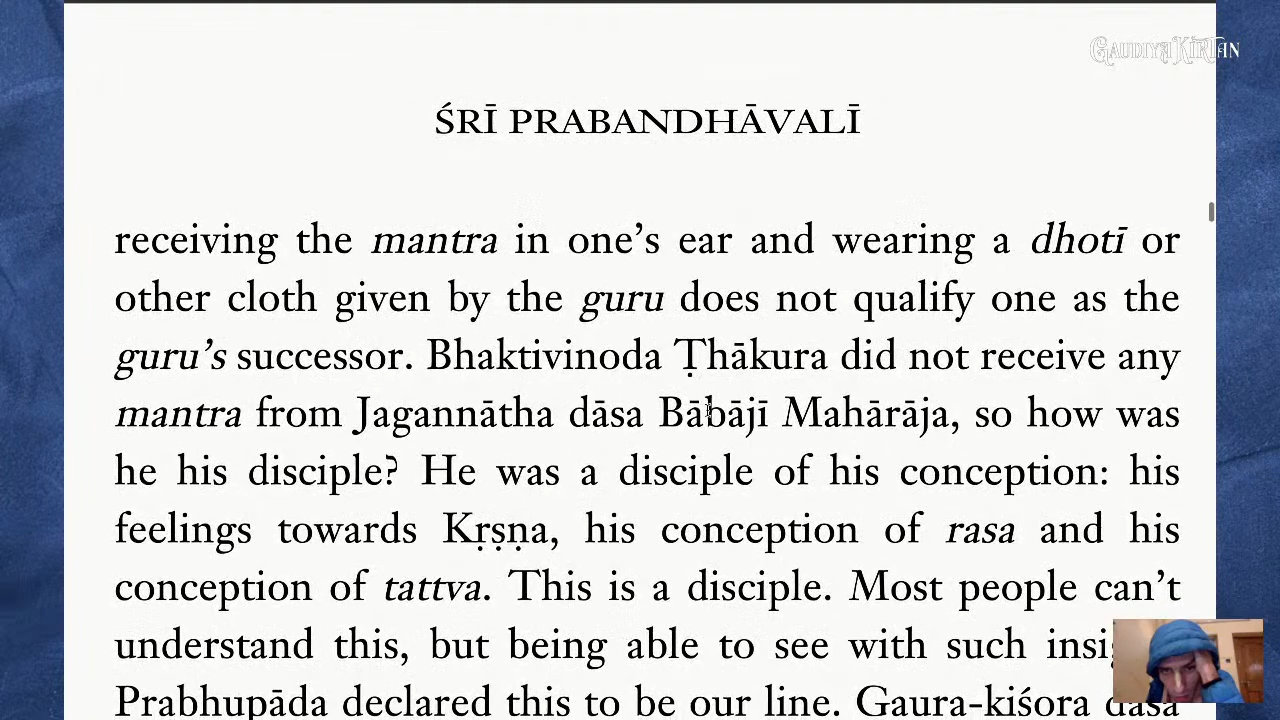 GAUDIYA KIRTAN
ŚRĪ PRABANDHĀVALĪ
receiving the mantra in one’s ear and wearing a dhotī or
other cloth given by the guru does not qualify one as the
guru’s successor. Bhaktivinoda Ṭhākura did not receive any
mantra from Jagannātha dāsa Bābājī Mahārāja, so how was
he his disciple? He was a disciple of his conception: his
feelings towards Kṛṣṇa, his conception of rasa and his
conception of tattva. This is a disciple. Most people can’t
understand this, but being able to see with such
Prabhupāda declared this to be our line. Gaura-kiśora dāsa